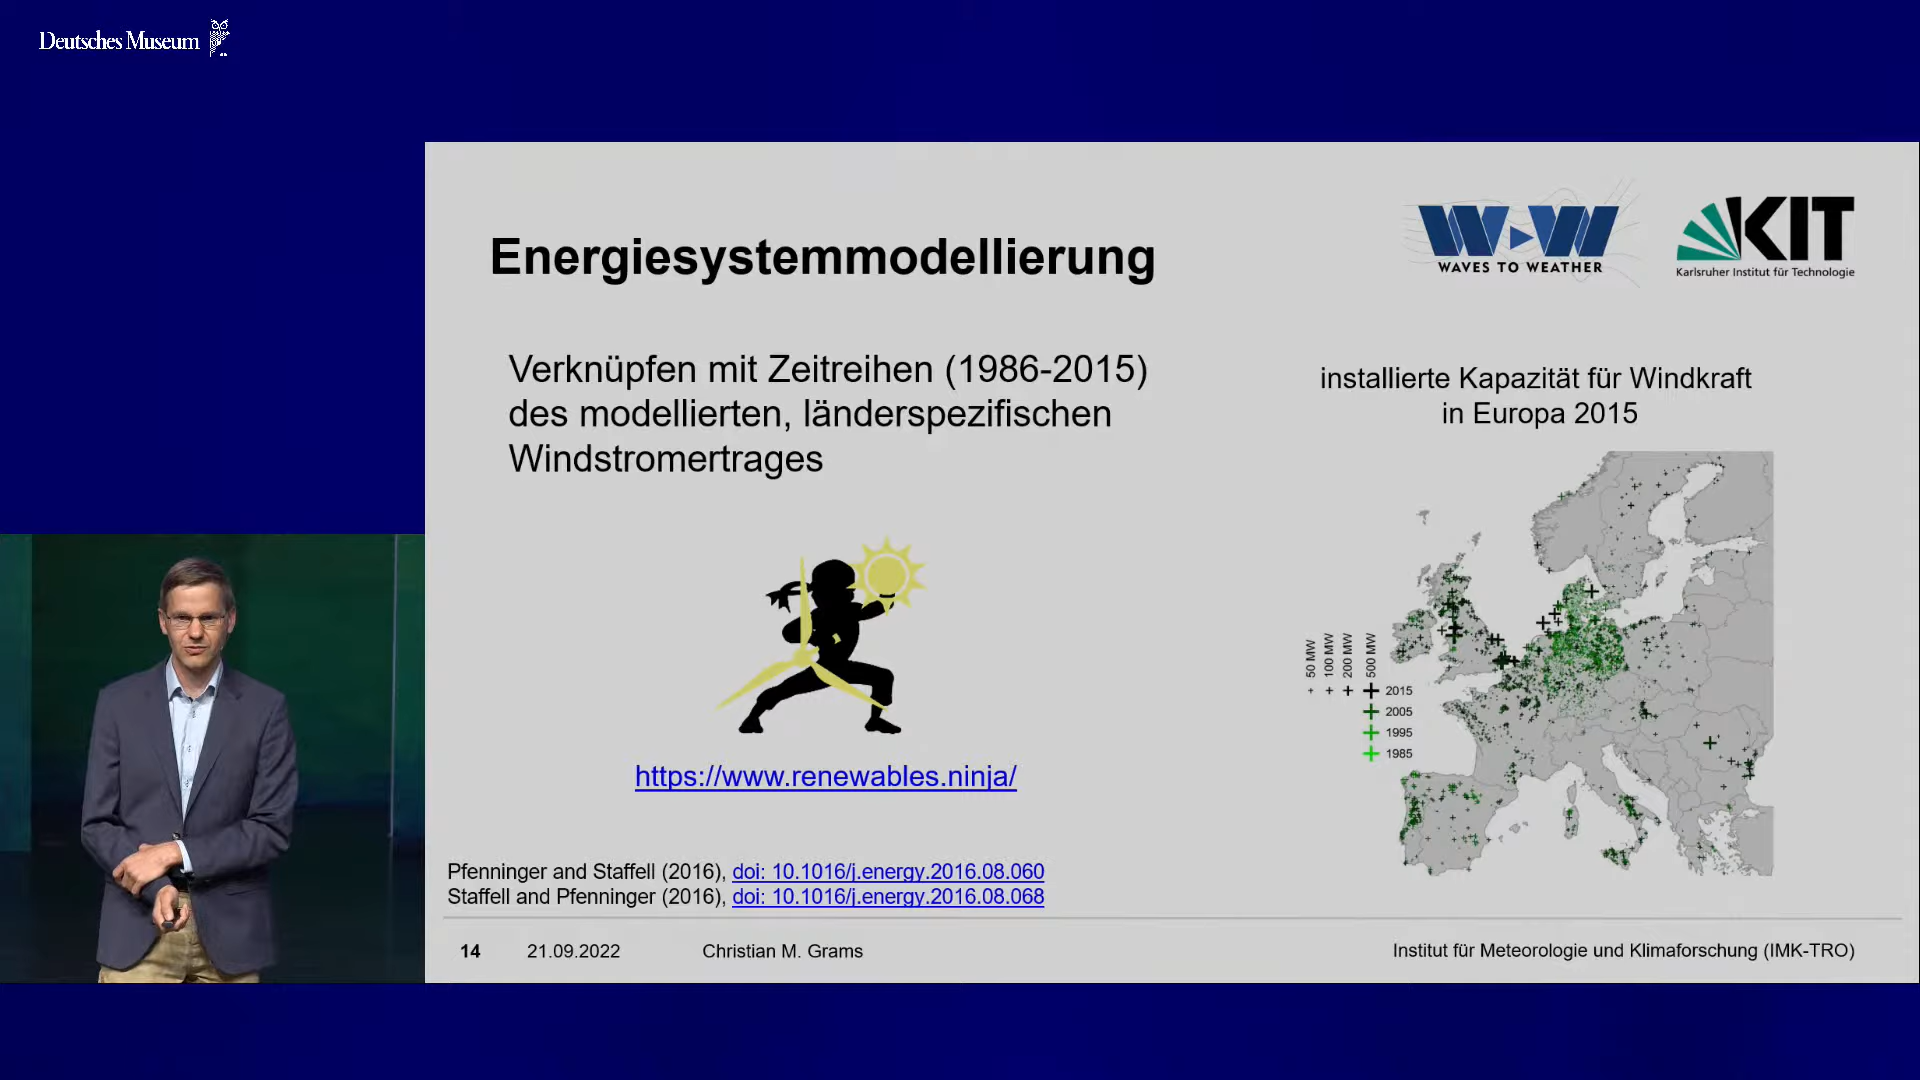 Deutsches Museum
Energiesystemmodellierung
WAVES TO WEATHER
KIT
Karlsruher Institut für Technologie
Verknüpfen mit Zeitreihen (1986-2015)
des modellierten, länderspezifischen
Windstromertrages
https://www.renewables.ninja/
installierte Kapazität für Windkraft
in Europa 2015
50 MW
100 MW
200 MW
500 MW
2015
2005
1995
1985
Pfenninger and Staffell (2016), doi: 10.1016/j.energy.2016.08.060
Staffell and Pfenninger (2016), doi: 10.1016/j.energy.2016.08.068
14 21.09.2022 Christian M. Grams Institut für Meteorologie und Klimaforschung (IMK-TRO)